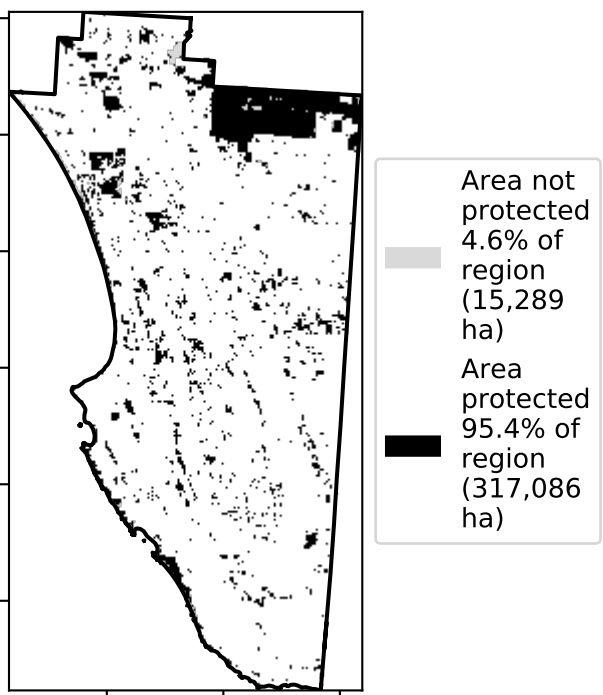 Area not
protected
4.6% of
region
(15,289
ha)
Area
protected
95.4% of
region
(317,086
ha)